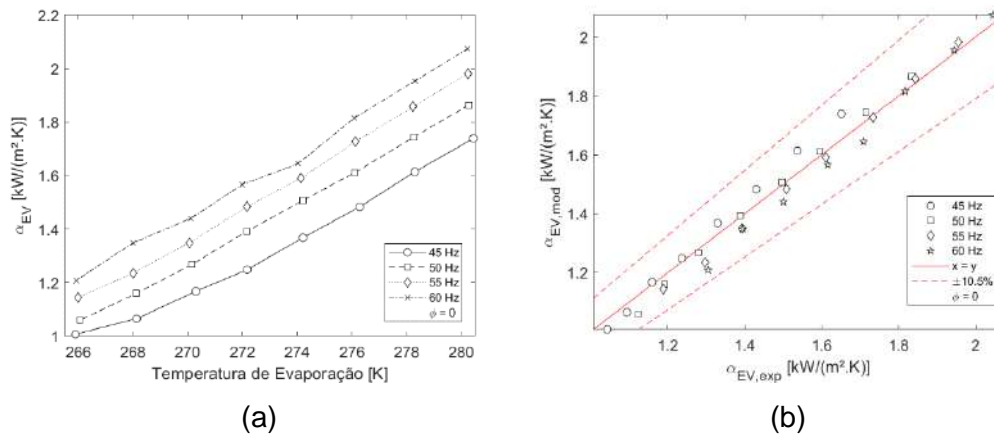 2.2
2
1.8
1.6
1.4
1.2
1
α_EV [kW/(m².K)]
266 268 270 272 274 276 278 280
Temperatura de Evaporação [K]
45 Hz
50 Hz
55 Hz
60 Hz
ϕ = 0
(a)
2
1.8
1.6
1.4
1.2
α_EV,mod [kW/(m².K)]
1.2 1.4 1.6 1.8 2
α_EV,exp [kW/(m².K)]
45 Hz
50 Hz
55 Hz
60 Hz
x = y
±10.5%
ϕ = 0
(b)